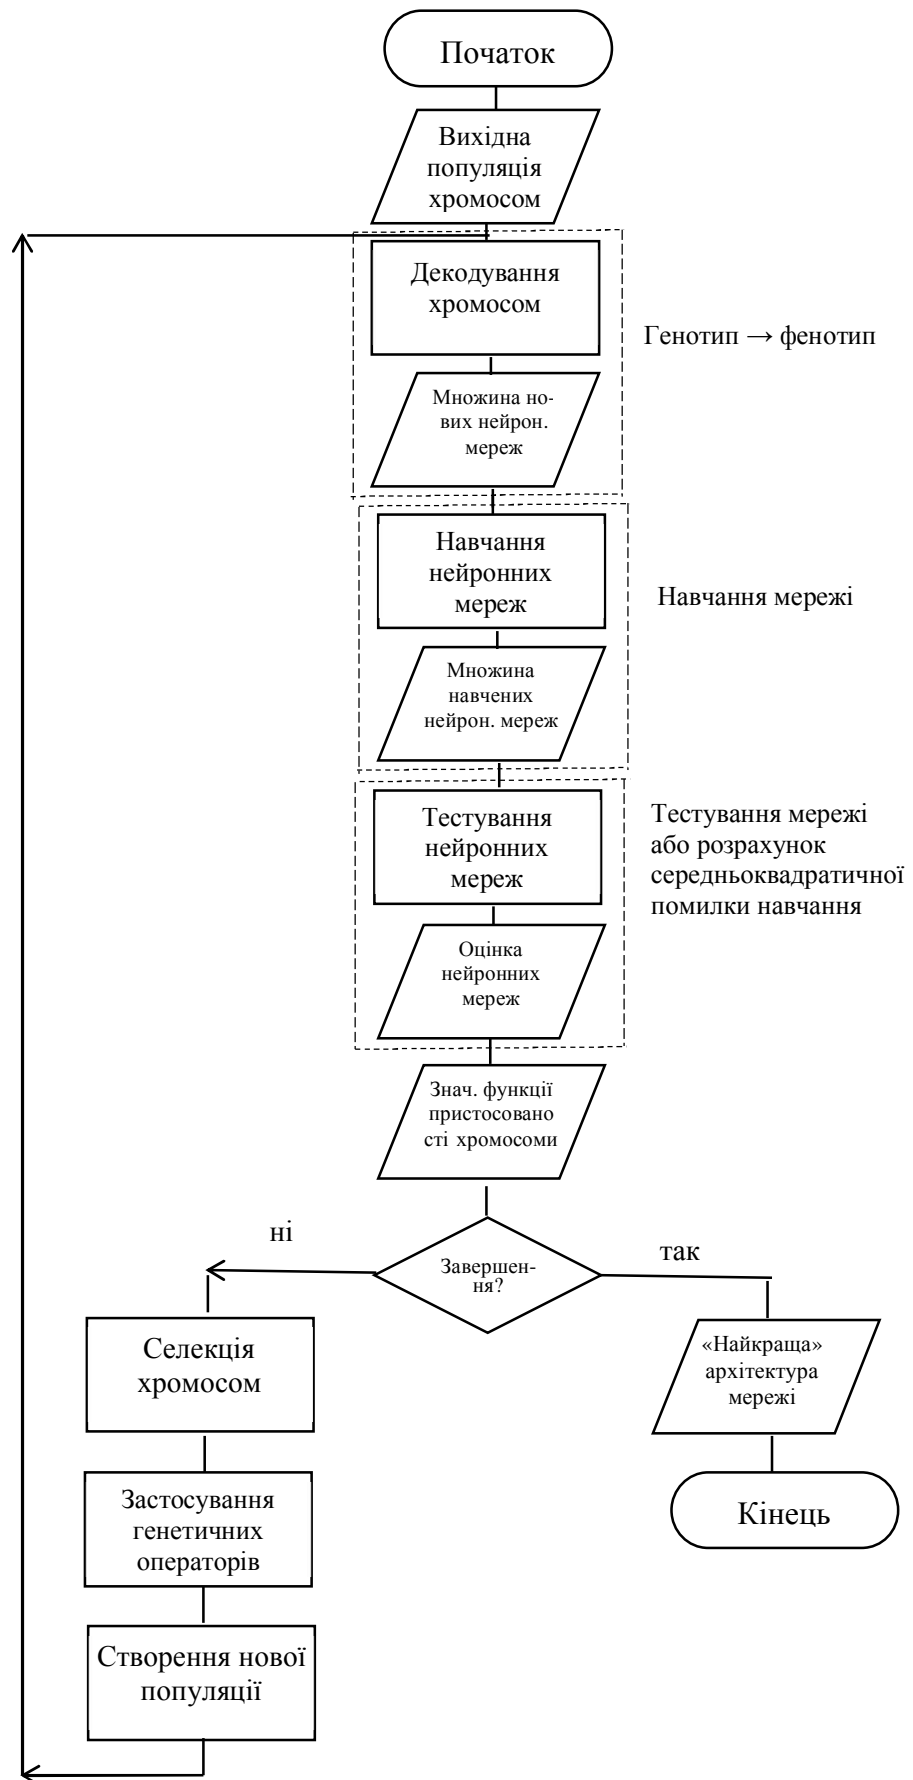 Початок
Вихідна
популяція
хромосом
Декодування
хромосом
Генотип → фенотип
Множина но-
вих нейрон.
мереж
Навчання
нейронних
мереж
Навчання мережі
Множина
навчених
нейрон. мереж
Тестування
нейронних
мереж
Тестування мережі
або розрахунок
середньоквадратичної
помилки навчання
Оцінка
нейронних
мереж
Знач. функції
пристосовано
сті хромосоми
ні
так
Завершен-
ня?
Селекція
хромосом
«Найкраща»
архітектура
мережі
Застосування
генетичних
операторів
Кінець
Створення нової
популяції